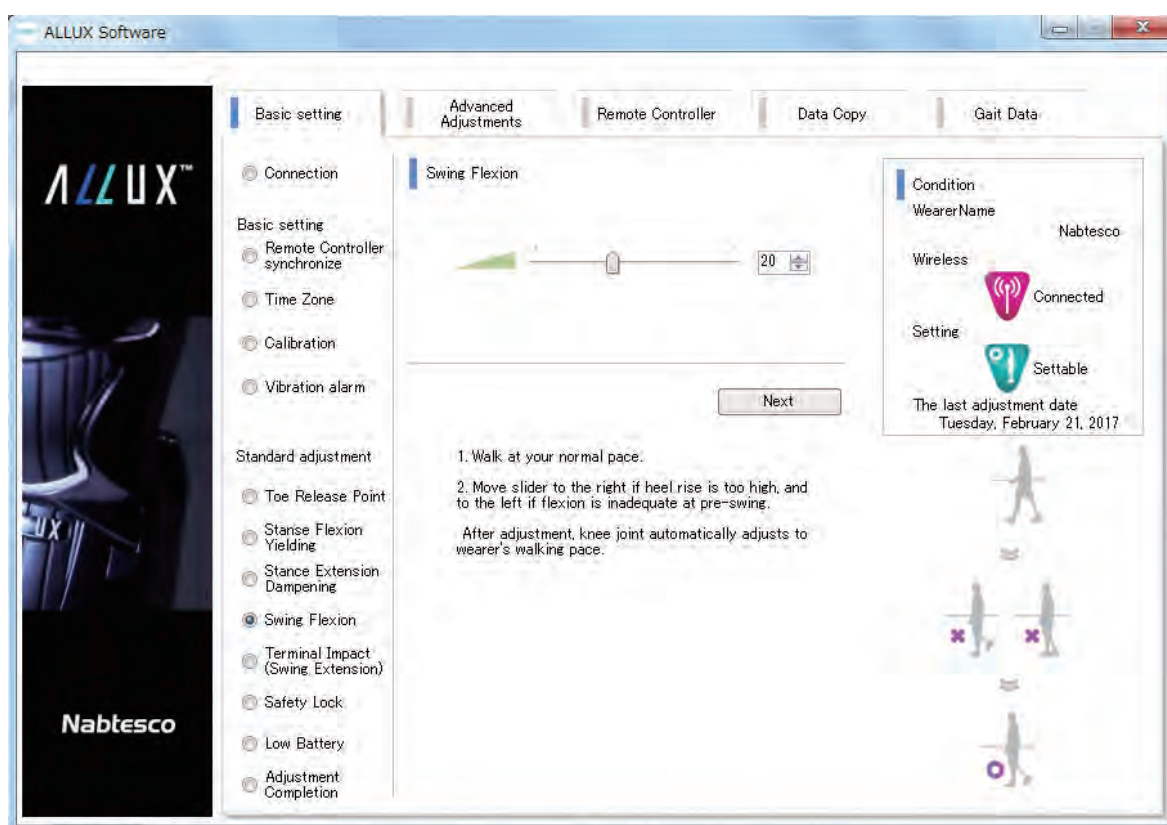 ALLUX Software
ALLUX™
Nabtesco
Basic setting
Advanced
Adjustments
Remote Controller
Data Copy
Gait Data
Connection
Basic setting
Remote Controller
synchronize
Time Zone
Calibration
Vibration alarm
Standard adjustment
Toe Release Point
Stanse Flexion
Yielding
Stance Extension
Dampening
Swing Flexion
Terminal Impact
(Swing Extension)
Safety Lock
Low Battery
Adjustment
Completion
Swing Flexion
20
Next
1. Walk at your normal pace.
2. Move slider to the right if heel rise is too high, and
to the left if flexion is inadequate at pre-swing.
After adjustment, knee joint automatically adjusts to
wearer's walking pace.
Condition
WearerName
Nabtesco
Wireless
Connected
Setting
Settable
The last adjustment date
Tuesday, February 21, 2017